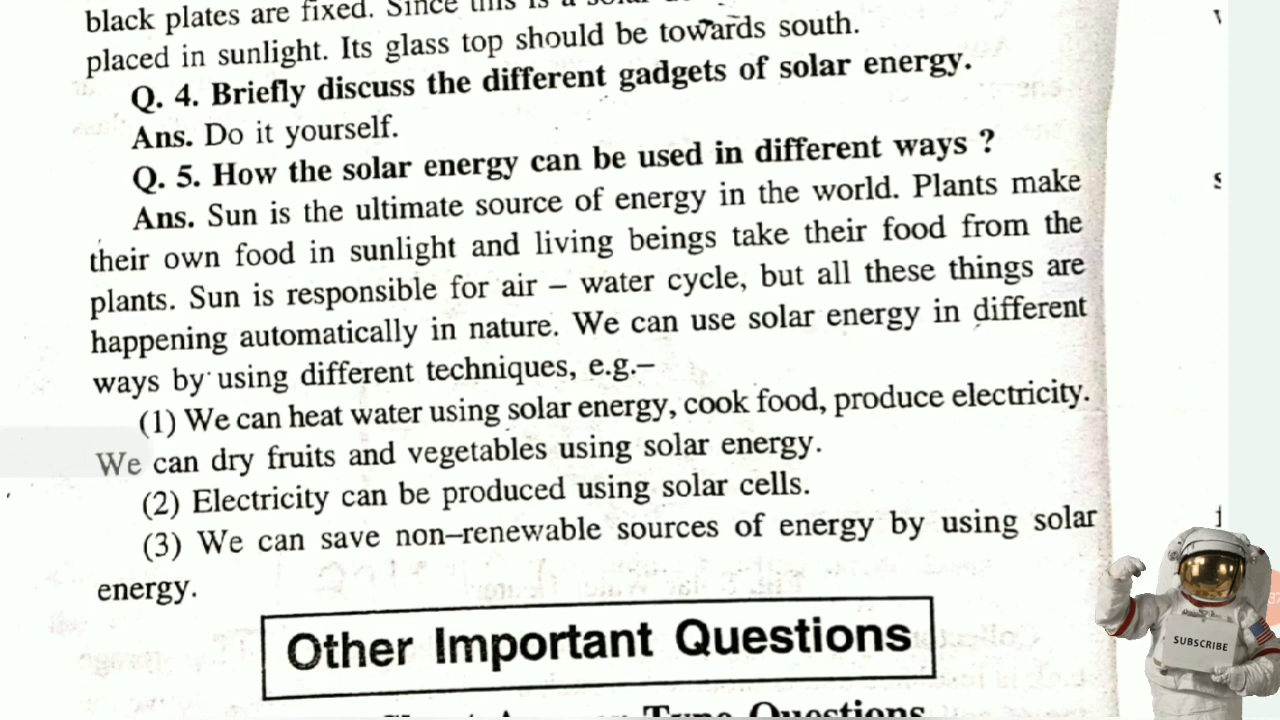 black plates are fixed. Since this is a solar
placed in sunlight. Its glass top should be towards south.
Q. 4. Briefly discuss the different gadgets of solar energy.
Ans. Do it yourself.
Q. 5. How the solar energy can be used in different ways ?
Ans. Sun is the ultimate source of energy in the world. Plants make
their own food in sunlight and living beings take their food from the
plants. Sun is responsible for air – water cycle, but all these things are
happening automatically in nature. We can use solar energy in different
ways by using different techniques, e.g.–
(1) We can heat water using solar energy, cook food, produce electricity.
We can dry fruits and vegetables using solar energy.
(2) Electricity can be produced using solar cells.
(3) We can save non–renewable sources of energy by using solar
energy.
Other Important Questions
Type Questions
SUBSCRIBE